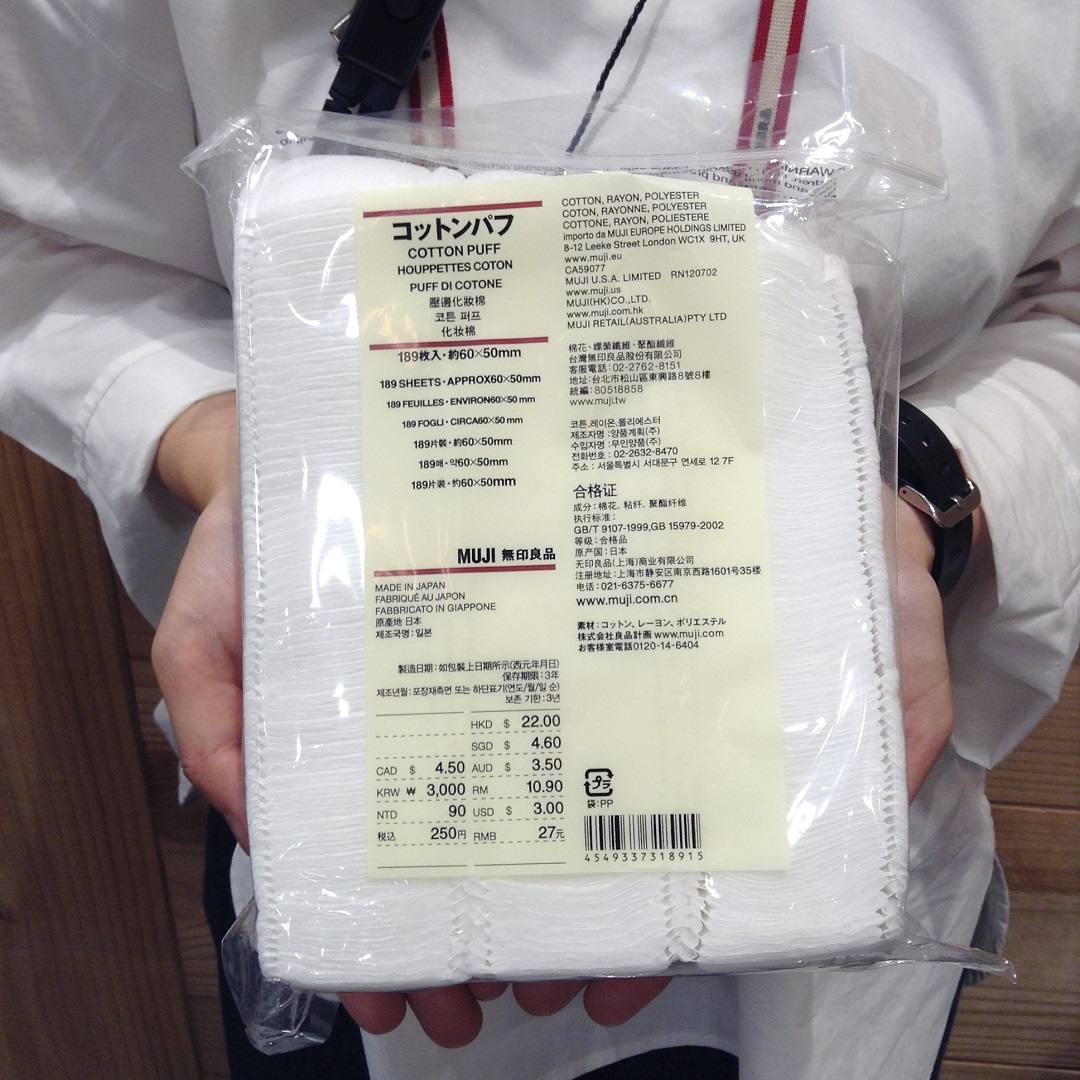 コットンパフ
COTTON PUFF
HOUPPETTES COTON
PUFF DI COTONE
壓邊化妝棉
코튼 퍼프
化妆棉
189枚入・約60×50mm
189 SHEETS・APPROX60×50mm
189 FEUILLES・ENVIRON60×50 mm
189 FOGLI・CIRCA60×50 mm
189片裝・約60×50mm
189매・약60×50mm
189片装・约60×50mm
MUJI 無印良品
MADE IN JAPAN
FABRIQUÉ AU JAPON
FABBRICATO IN GIAPPONE
原產地 日本
제조국명:일본
製造日期:如包裝上日期所示(西元年月日)
保存期限:3年
제조년월:포장재측면 또는 하단표기(연도/월/일 순)
보존 기한:3년
HKD $ 22.00
SGD $ 4.60
CAD $ 4.50 AUD $ 3.50
KRW ₩ 3,000 RM 10.90
NTD 90 USD $ 3.00
税込 250円 RMB 27元
COTTON, RAYON, POLYESTER
COTON, RAYONNE, POLYESTER
COTTONE, RAYON, POLIESTERE
importo da MUJI EUROPE HOLDINGS LIMITED
8-12 Leeke Street London WC1X 9HT, UK
www.muji.eu
CA59077
MUJI U.S.A. LIMITED RN120702
www.muji.us
MUJI(HK)CO.,LTD.
www.muji.com.hk
MUJI RETAIL(AUSTRALIA)PTY LTD
棉花、嫘縈纖維、聚酯纖維
台灣無印良品股份有限公司
客服電話:02-2762-8151
地址:台北市松山區東興路8號8樓
統編:80518858
www.muji.tw
코튼,레이온,폴리에스터
제조자명:양품계획(주)
수입자명:무인양품(주)
전화번호:02-2632-8470
주소:서울특별시 서대문구 연세로 12 7F
合格证
成分:棉花、粘纤、聚酯纤维
执行标准:
GB/T 9107-1999,GB 15979-2002
等级:合格品
原产国:日本
无印良品(上海)商业有限公司
注册地址:上海市静安区南京西路1601号35楼
电话:021-6375-6677
www.muji.com.cn
素材:コットン、レーヨン、ポリエステル
株式会社良品計画 www.muji.com
お客様室電話0120-14-6404
プラ
袋:PP
4549337318915
無印良品
WARNI